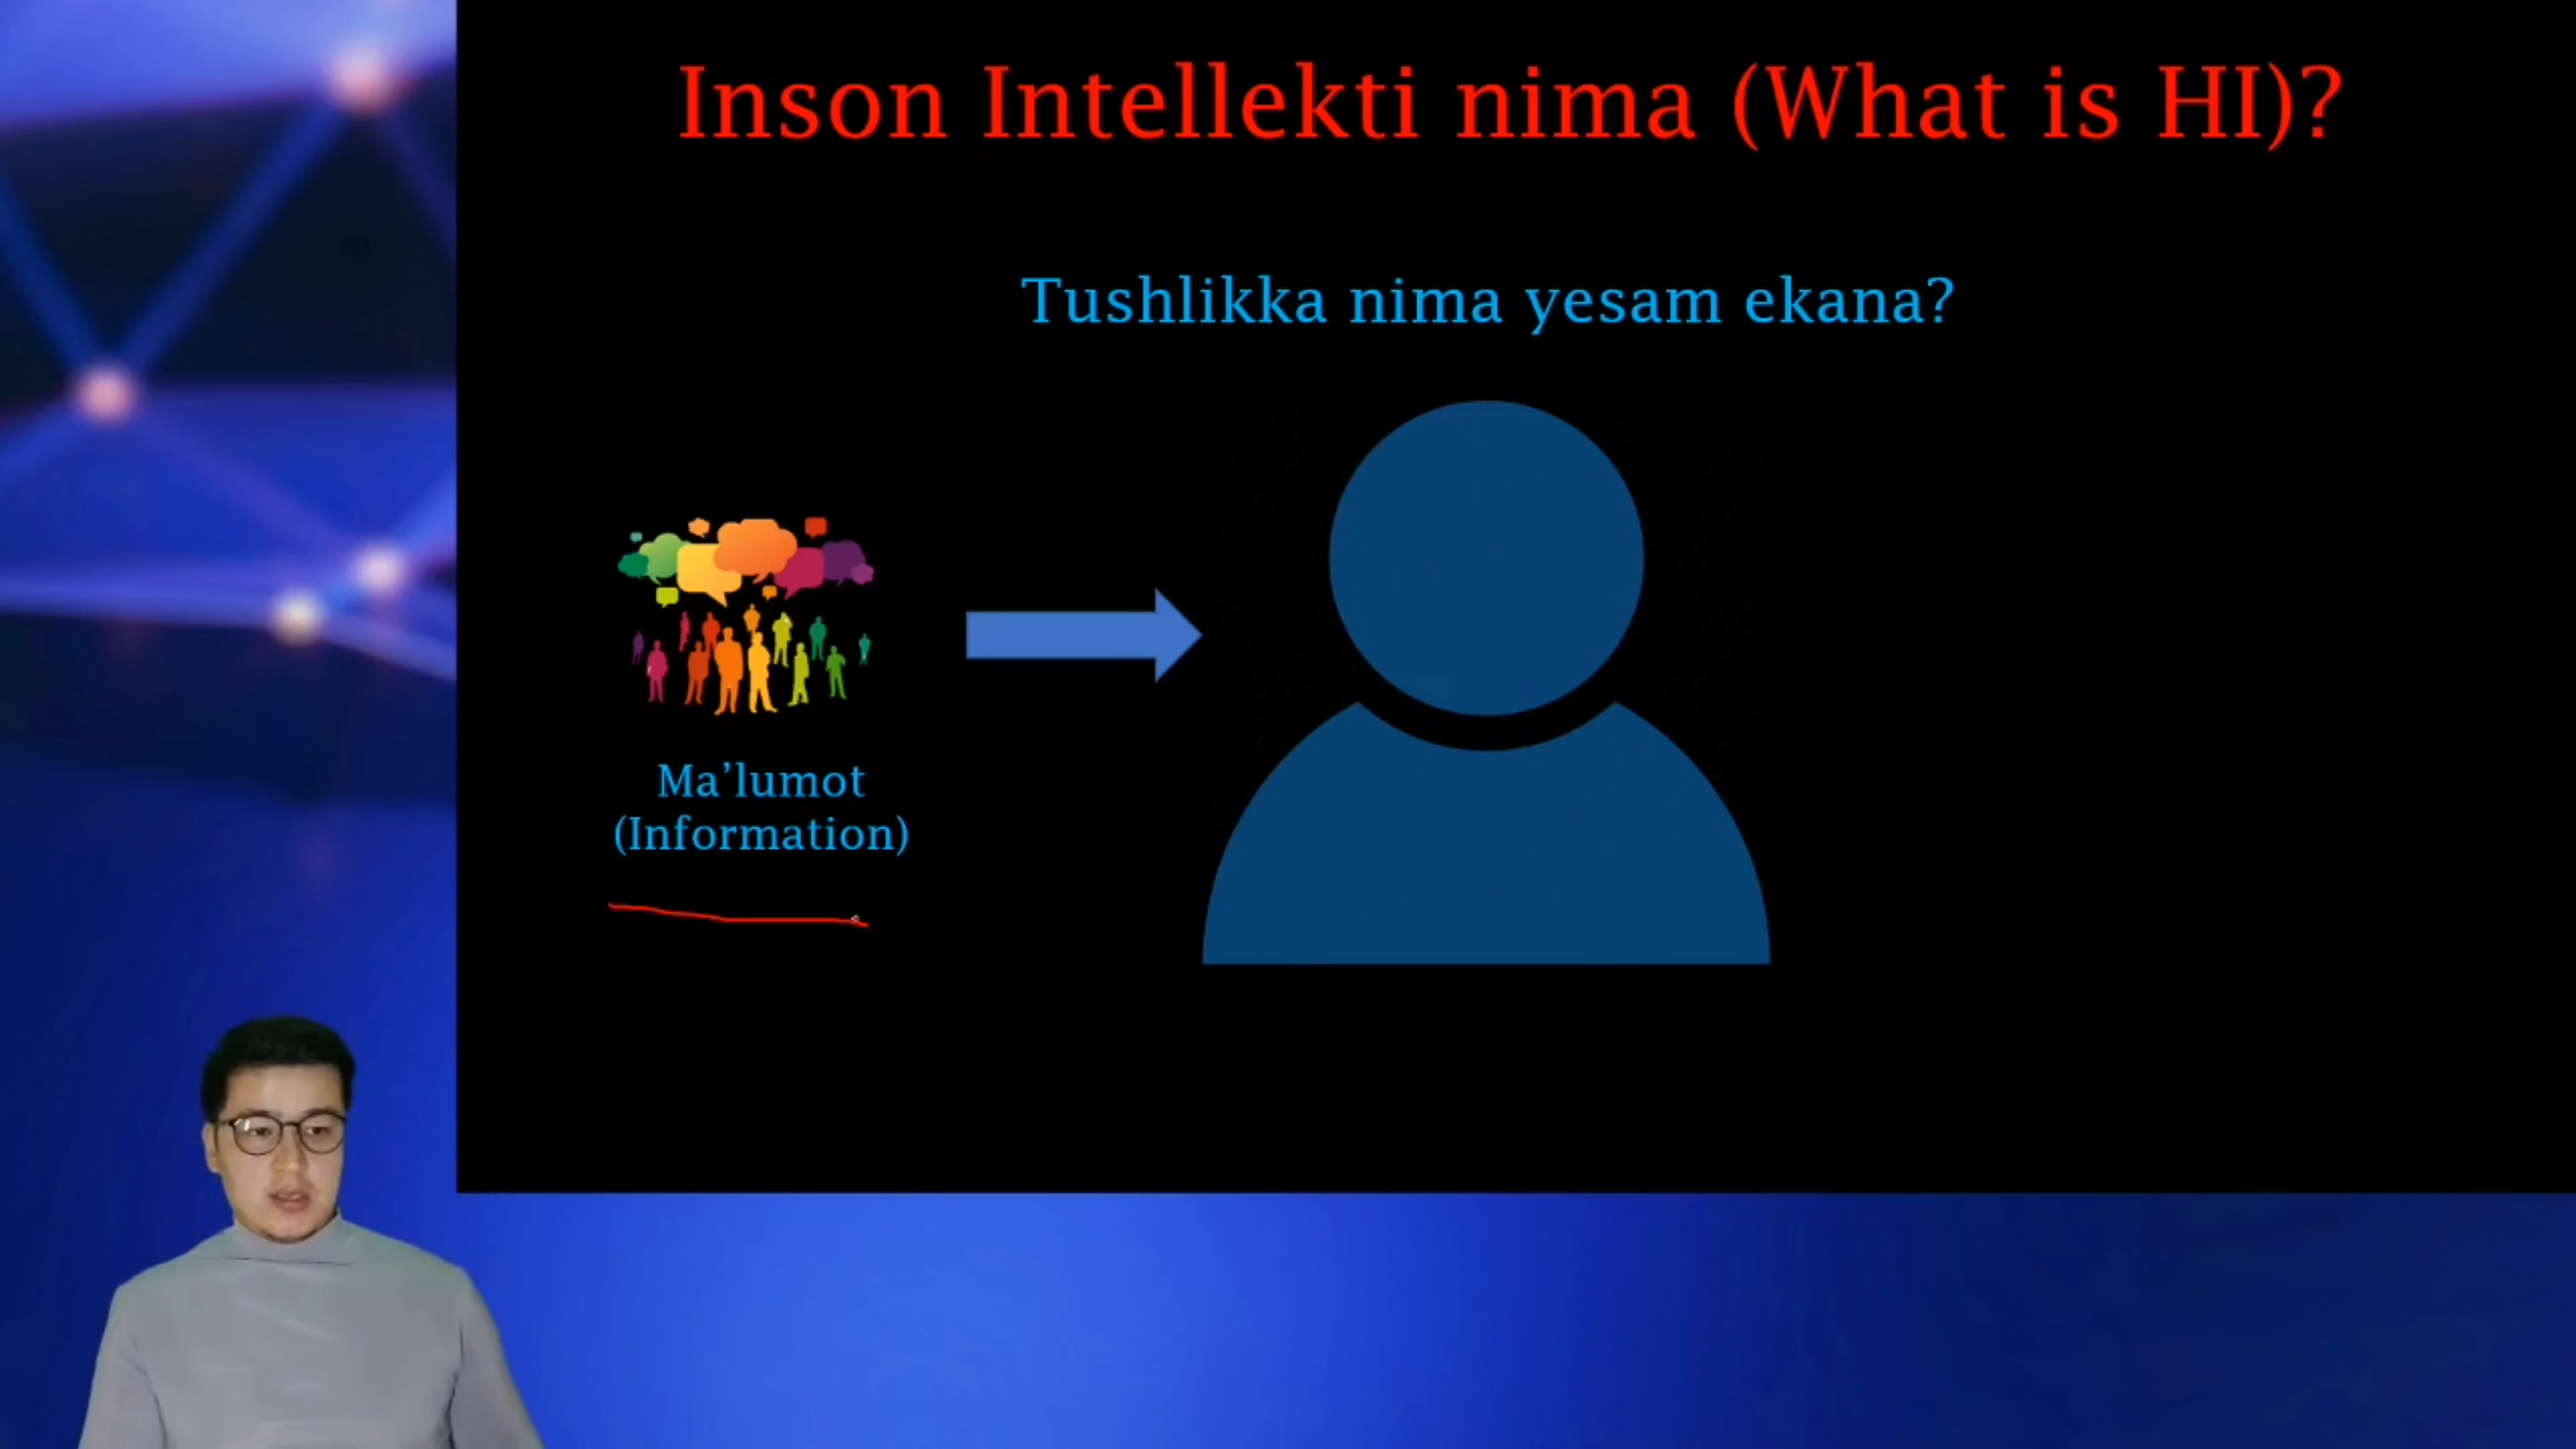 Inson Intellekti nima (What is HI)?
Tushlikka nima yesam ekana?
Ma’lumot
(Information)